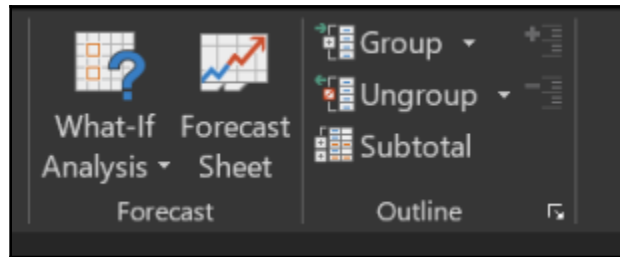 What-If
Analysis
Forecast
Sheet
Forecast
Group
Ungroup
Subtotal
Outline